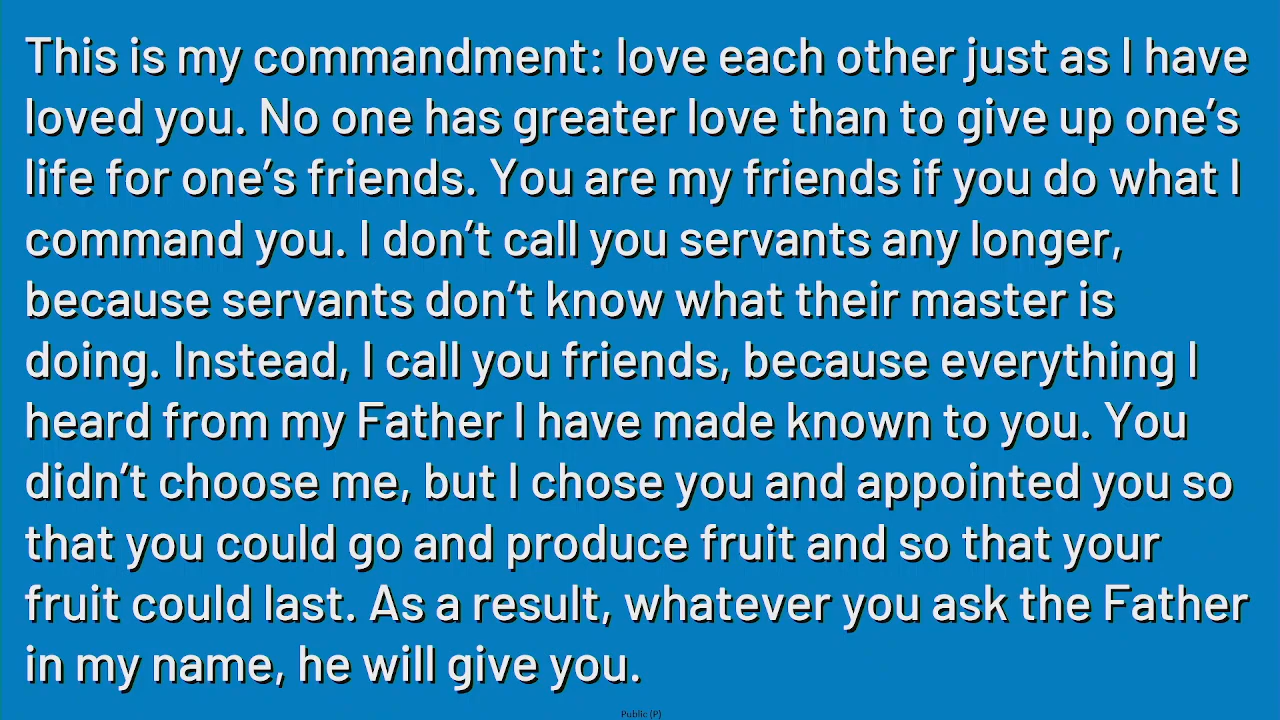 This is my commandment: love each other just as I have
loved you. No one has greater love than to give up one’s
life for one’s friends. You are my friends if you do what I
command you. I don’t call you servants any longer,
because servants don’t know what their master is
doing. Instead, I call you friends, because everything I
heard from my Father I have made known to you. You
didn’t choose me, but I chose you and appointed you so
that you could go and produce fruit and so that your
fruit could last. As a result, whatever you ask the Father
in my name, he will give you.
Public (P)